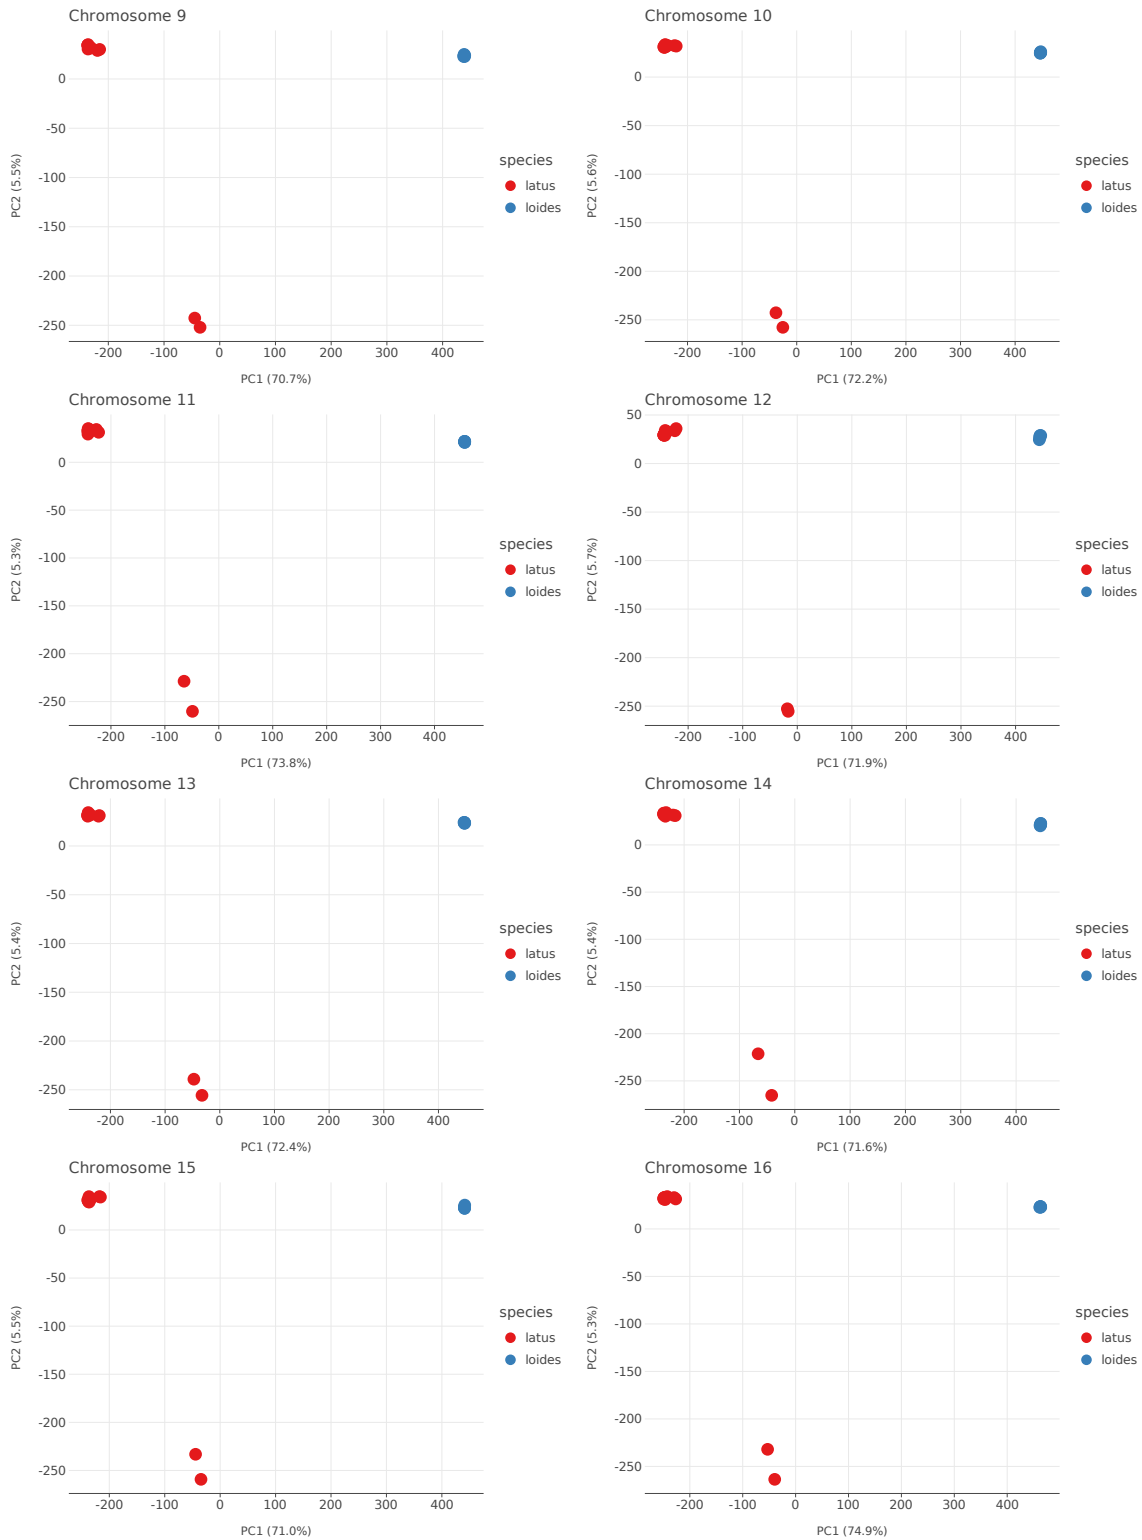 Chromosome 9
0
-50
-100
-150
-200
-250
PC2 (5.5%)
-200 -100 0 100 200 300 400
PC1 (70.7%)
species
latus
loides
Chromosome 10
0
-50
-100
-150
-200
-250
PC2 (5.6%)
-200 -100 0 100 200 300 400
PC1 (72.2%)
species
latus
loides
Chromosome 11
0
-50
-100
-150
-200
-250
PC2 (5.3%)
-200 -100 0 100 200 300 400
PC1 (73.8%)
species
latus
loides
Chromosome 12
50
0
-50
-100
-150
-200
-250
PC2 (5.7%)
-200 -100 0 100 200 300 400
PC1 (71.9%)
species
latus
loides
Chromosome 13
0
-50
-100
-150
-200
-250
PC2 (5.4%)
-200 -100 0 100 200 300 400
PC1 (72.4%)
species
latus
loides
Chromosome 14
0
-50
-100
-150
-200
-250
PC2 (5.4%)
-200 -100 0 100 200 300 400
PC1 (71.6%)
species
latus
loides
Chromosome 15
0
-50
-100
-150
-200
-250
PC2 (5.5%)
-200 -100 0 100 200 300 400
PC1 (71.0%)
species
latus
loides
Chromosome 16
0
-50
-100
-150
-200
-250
PC2 (5.3%)
-200 -100 0 100 200 300 400
PC1 (74.9%)
species
latus
loides